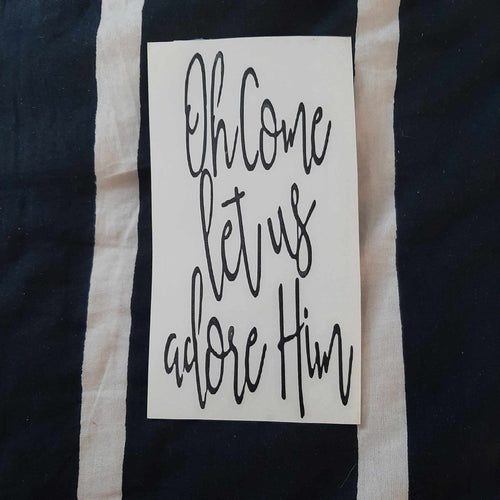 Oh Come
let us
adore Him